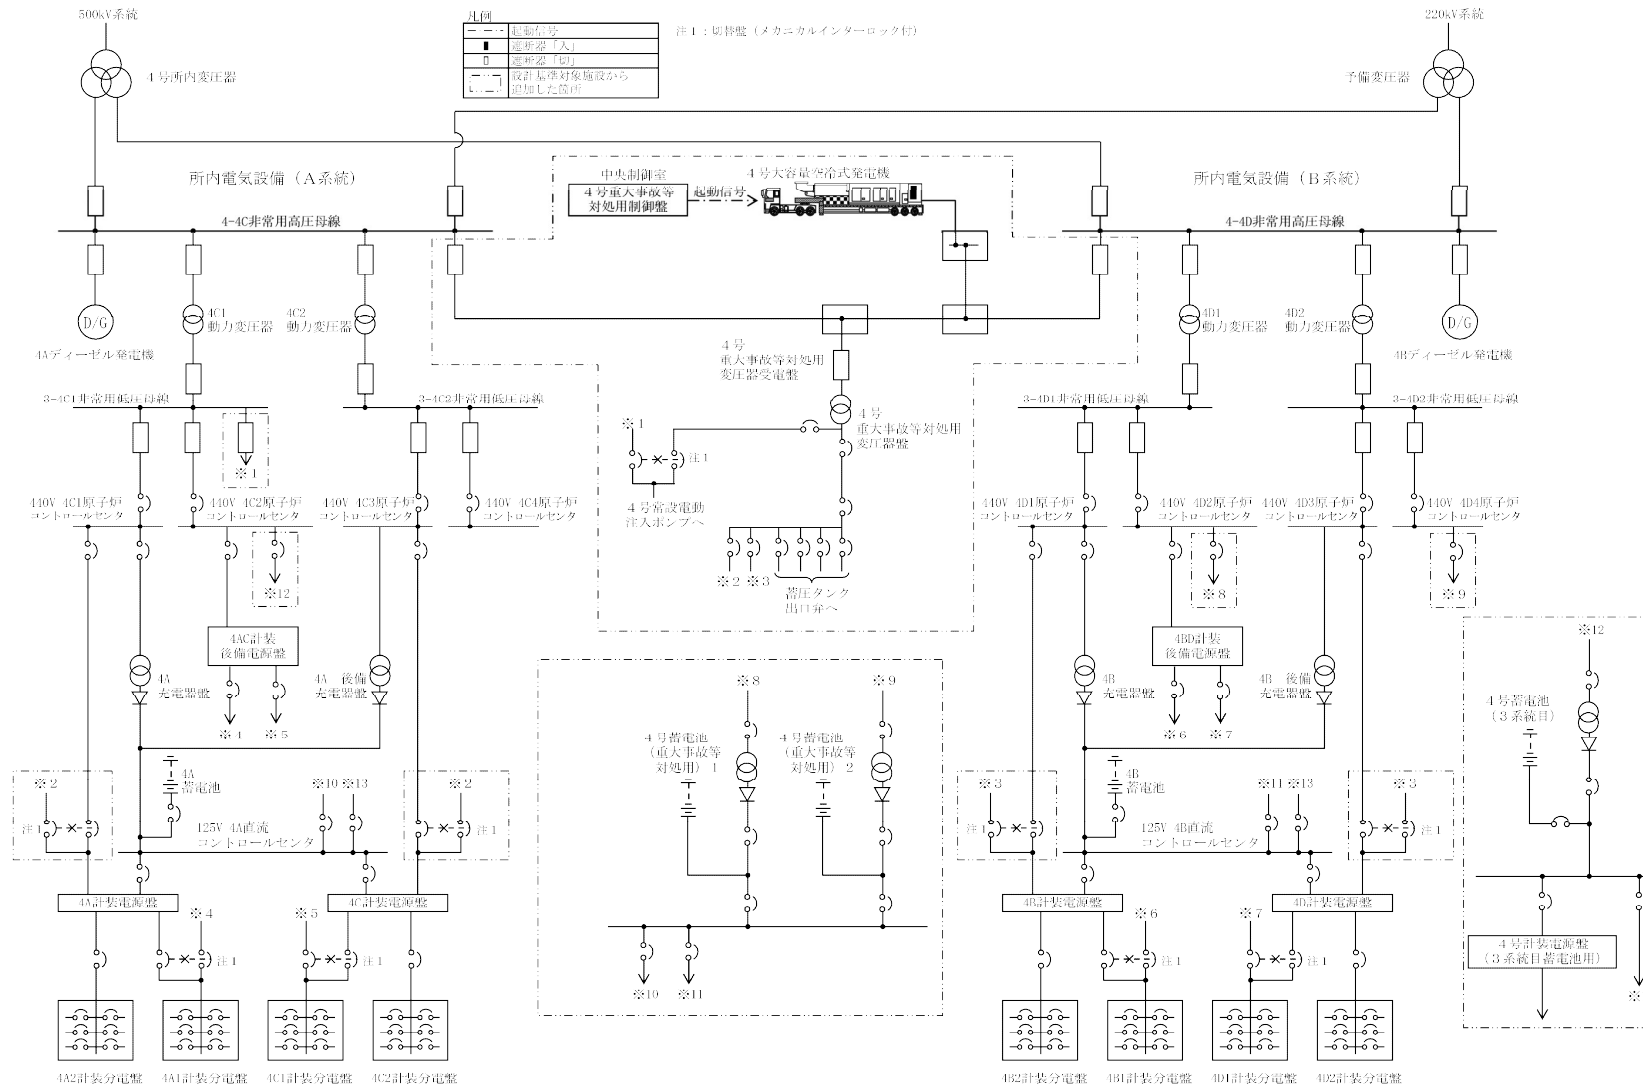 500kV系統
凡例
起動信号
遮断器「入」
遮断器「切」
設計基準対象施設から
追加した箇所
注1：切替盤（メカニカルインターロック付）
220kV系統
4号所内変圧器
予備変圧器
所内電気設備（A系統）
中央制御室
4号重大事故等
対処用制御盤
起動信号
4号大容量空冷式発電機
所内電気設備（B系統）
4-4C非常用高圧母線
4-4D非常用高圧母線
D/G
4Aディーゼル発電機
4C1
動力変圧器
4C2
動力変圧器
4D1
動力変圧器
4D2
動力変圧器
D/G
4Bディーゼル発電機
4号
重大事故等対処用
変圧器受電盤
3-4C1非常用低圧母線
3-4C2非常用低圧母線
3-4D1非常用低圧母線
3-4D2非常用低圧母線
4号
重大事故等対処用
変圧器盤
※1
※1
注1
4号常設電動
注入ポンプへ
440V 4C1原子炉
コントロールセンタ
440V 4C2原子炉
コントロールセンタ
440V 4C3原子炉
コントロールセンタ
440V 4C4原子炉
コントロールセンタ
440V 4D1原子炉
コントロールセンタ
440V 4D2原子炉
コントロールセンタ
440V 4D3原子炉
コントロールセンタ
440V 4D4原子炉
コントロールセンタ
※12
※2
※3
蓄圧タンク
出口弁へ
※8
※9
4AC計装
後備電源盤
4BD計装
後備電源盤
※12
4A
充電器盤
4A 後備
充電器盤
4B
充電器盤
4B 後備
充電器盤
※4
※5
※6
※7
※8
※9
4号蓄電池
（重大事故等
対処用）1
4号蓄電池
（重大事故等
対処用）2
4号蓄電池
（3系統目）
※2
4A
蓄電池
※10
※13
※2
※3
4B
蓄電池
※11
※13
※3
注1
125V 4A直流
コントロールセンタ
注1
注1
125V 4B直流
コントロールセンタ
注1
4A計装電源盤
4C計装電源盤
4B計装電源盤
4D計装電源盤
※4
※5
※6
※7
注1
注1
注1
注1
4号計装電源盤
（3系統目蓄電池用）
※10
※11
※
4A2計装分電盤
4A1計装分電盤
4C1計装分電盤
4C2計装分電盤
4B2計装分電盤
4B1計装分電盤
4D1計装分電盤
4D2計装分電盤